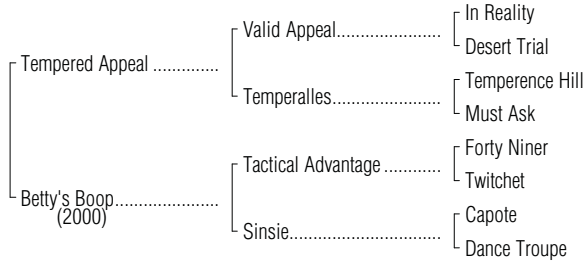 In Reality
Valid Appeal....................
Desert Trial
Tempered Appeal .............
Temperence Hill
Temperalles.....................
Must Ask
Forty Niner
Tactical Advantage ...........
Twitchet
Betty's Boop....................
(2000)
Capote
Sinsie.............................
Dance Troupe